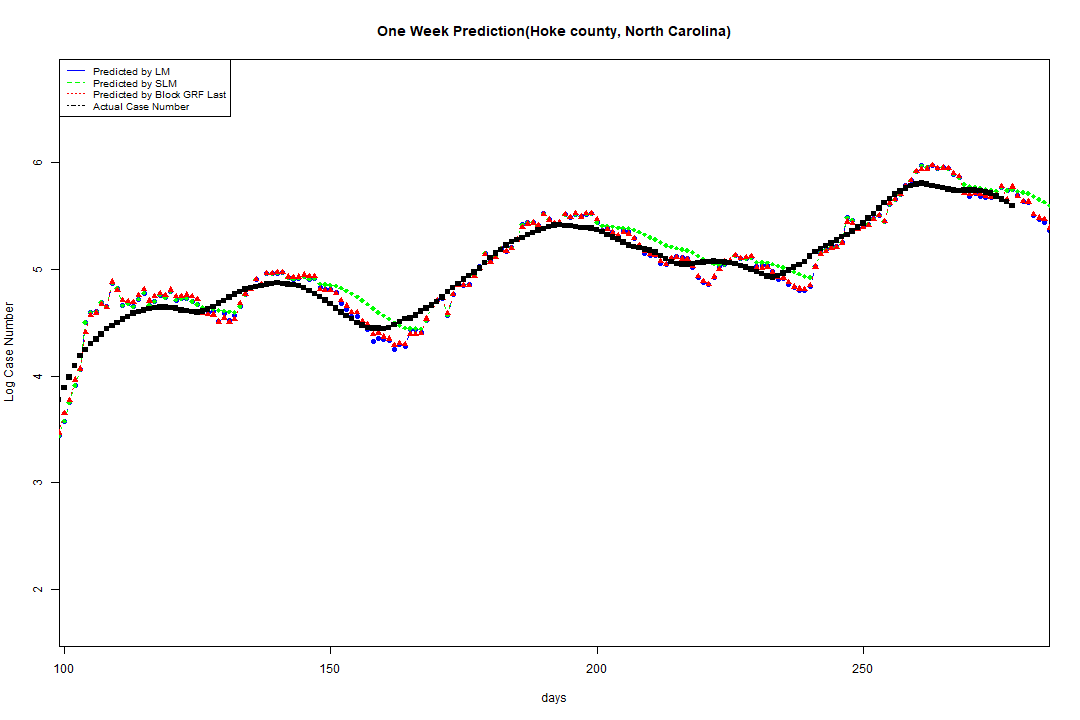 One Week Prediction(Hoke county, North Carolina)
Predicted by LM
Predicted by SLM
Predicted by Block GRF Last
Actual Case Number
6
5
4
3
2
Log Case Number
100 150 200 250
days